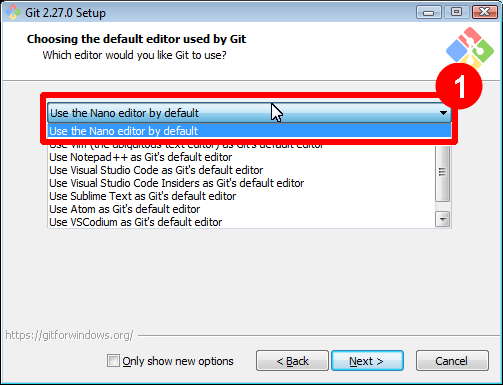 Git 2.27.0 Setup
Choosing the default editor used by Git
Which editor would you like Git to use?
1
Use the Nano editor by default
Use the Nano editor by default
Use Vim (the ubiquitous text editor) as Git's default editor
Use Notepad++ as Git's default editor
Use Visual Studio Code as Git's default editor
Use Visual Studio Code Insiders as Git's default editor
Use Sublime Text as Git's default editor
Use Atom as Git's default editor
Use VSCodium as Git's default editor
https://gitforwindows.org/
Only show new options
< Back
Next >
Cancel